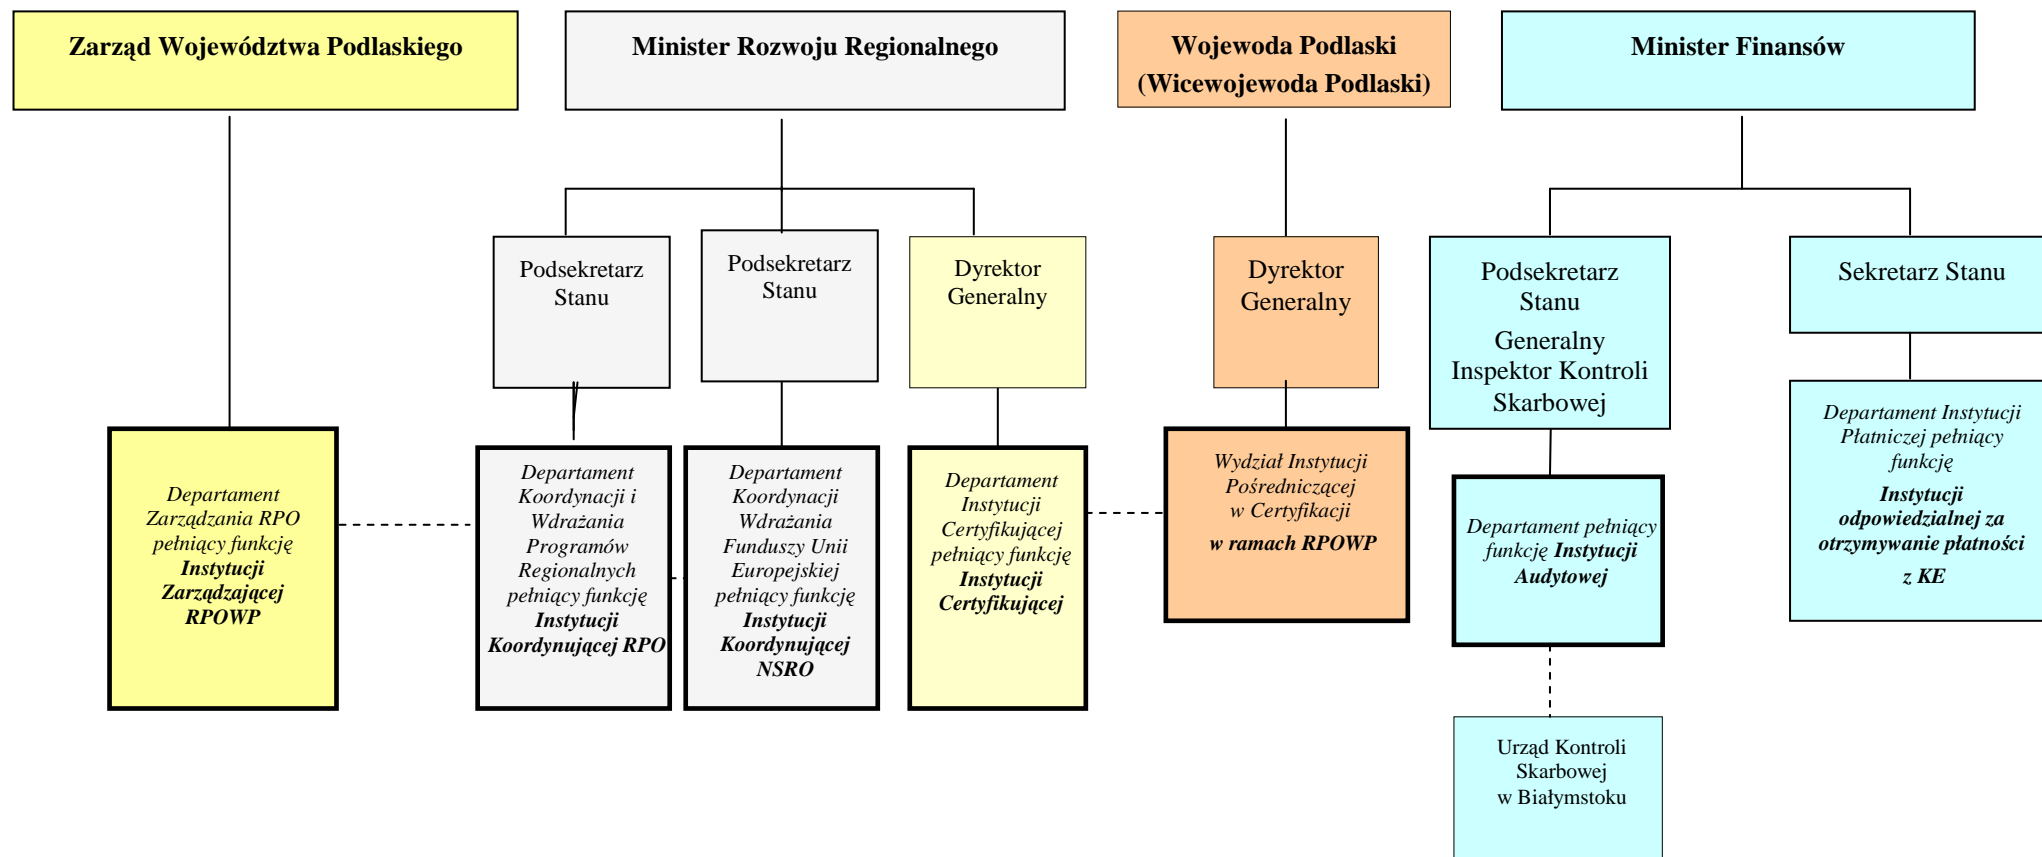 Zarząd Województwa Podlaskiego
Minister Rozwoju Regionalnego
Wojewoda Podlaski
(Wicewojewoda Podlaski)
Minister Finansów
Podsekretarz
Stanu
Podsekretarz
Stanu
Dyrektor
Generalny
Dyrektor
Generalny
Podsekretarz
Stanu
Generalny
Inspektor Kontroli
Skarbowej
Sekretarz Stanu
Departament
Zarządzania RPO
pełniący funkcję
Instytucji
Zarządzającej
RPOWP
Departament
Koordynacji i
Wdrażania
Programów
Regionalnych
pełniący funkcję
Instytucji
Koordynującej RPO
Departament
Koordynacji
Wdrażania
Funduszy Unii
Europejskiej
pełniący funkcję
Instytucji
Koordynującej
NSRO
Departament
Instytucji
Certyfikującej
pełniący funkcję
Instytucji
Certyfikującej
Wydział Instytucji
Pośredniczącej
w Certyfikacji
w ramach RPOWP
Departament pełniący
funkcję Instytucji
Audytowej
Departament Instytucji
Płatniczej pełniący
funkcję
Instytucji
odpowiedzialnej za
otrzymywanie płatności
z KE
Urząd Kontroli
Skarbowej
w Białymstoku